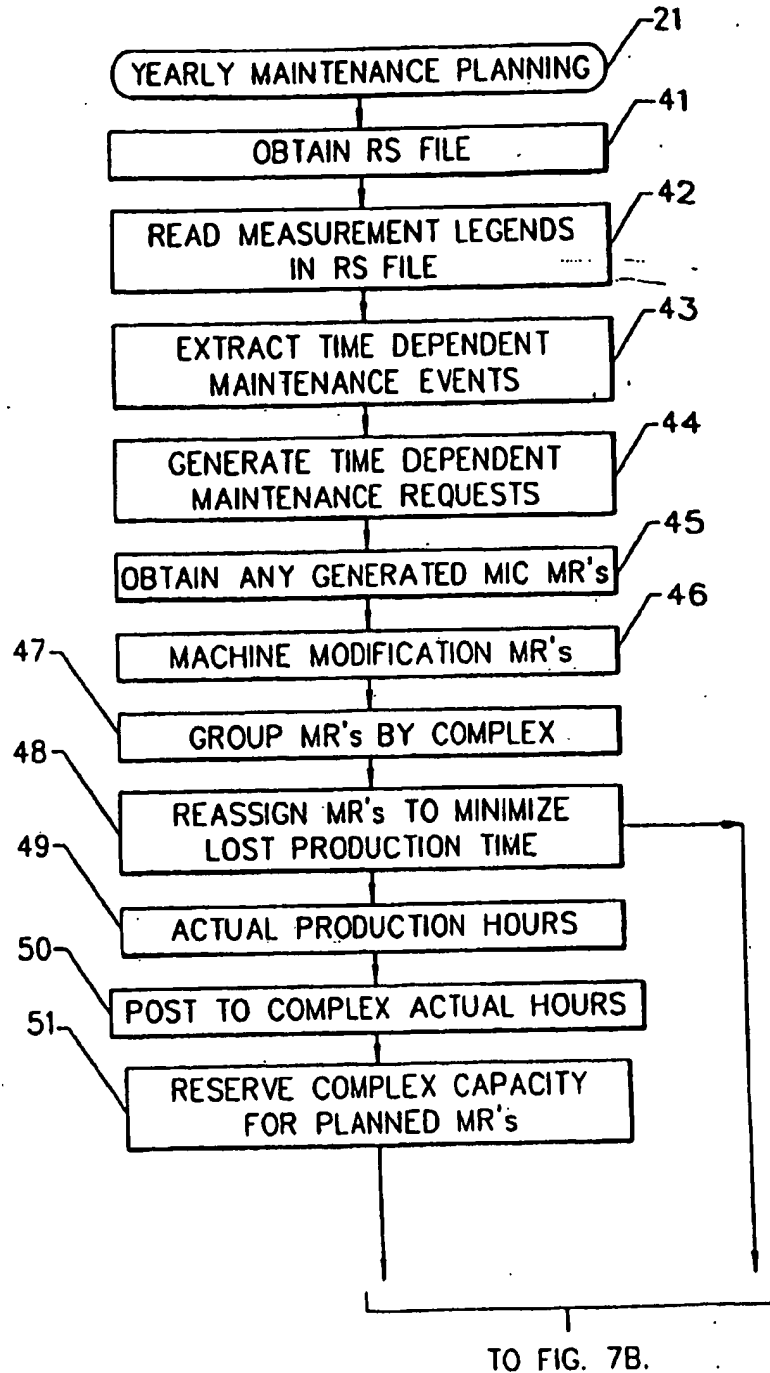 21
YEARLY MAINTENANCE PLANNING
41
OBTAIN RS FILE
42
READ MEASUREMENT LEGENDS
IN RS FILE
43
EXTRACT TIME DEPENDENT
MAINTENANCE EVENTS
44
GENERATE TIME DEPENDENT
MAINTENANCE REQUESTS
45
OBTAIN ANY GENERATED MIC MR's
46
MACHINE MODIFICATION MR's
47
GROUP MR's BY COMPLEX
48
REASSIGN MR's TO MINIMIZE
LOST PRODUCTION TIME
49
ACTUAL PRODUCTION HOURS
50
POST TO COMPLEX ACTUAL HOURS
51
RESERVE COMPLEX CAPACITY
FOR PLANNED MR's
TO FIG. 7B.